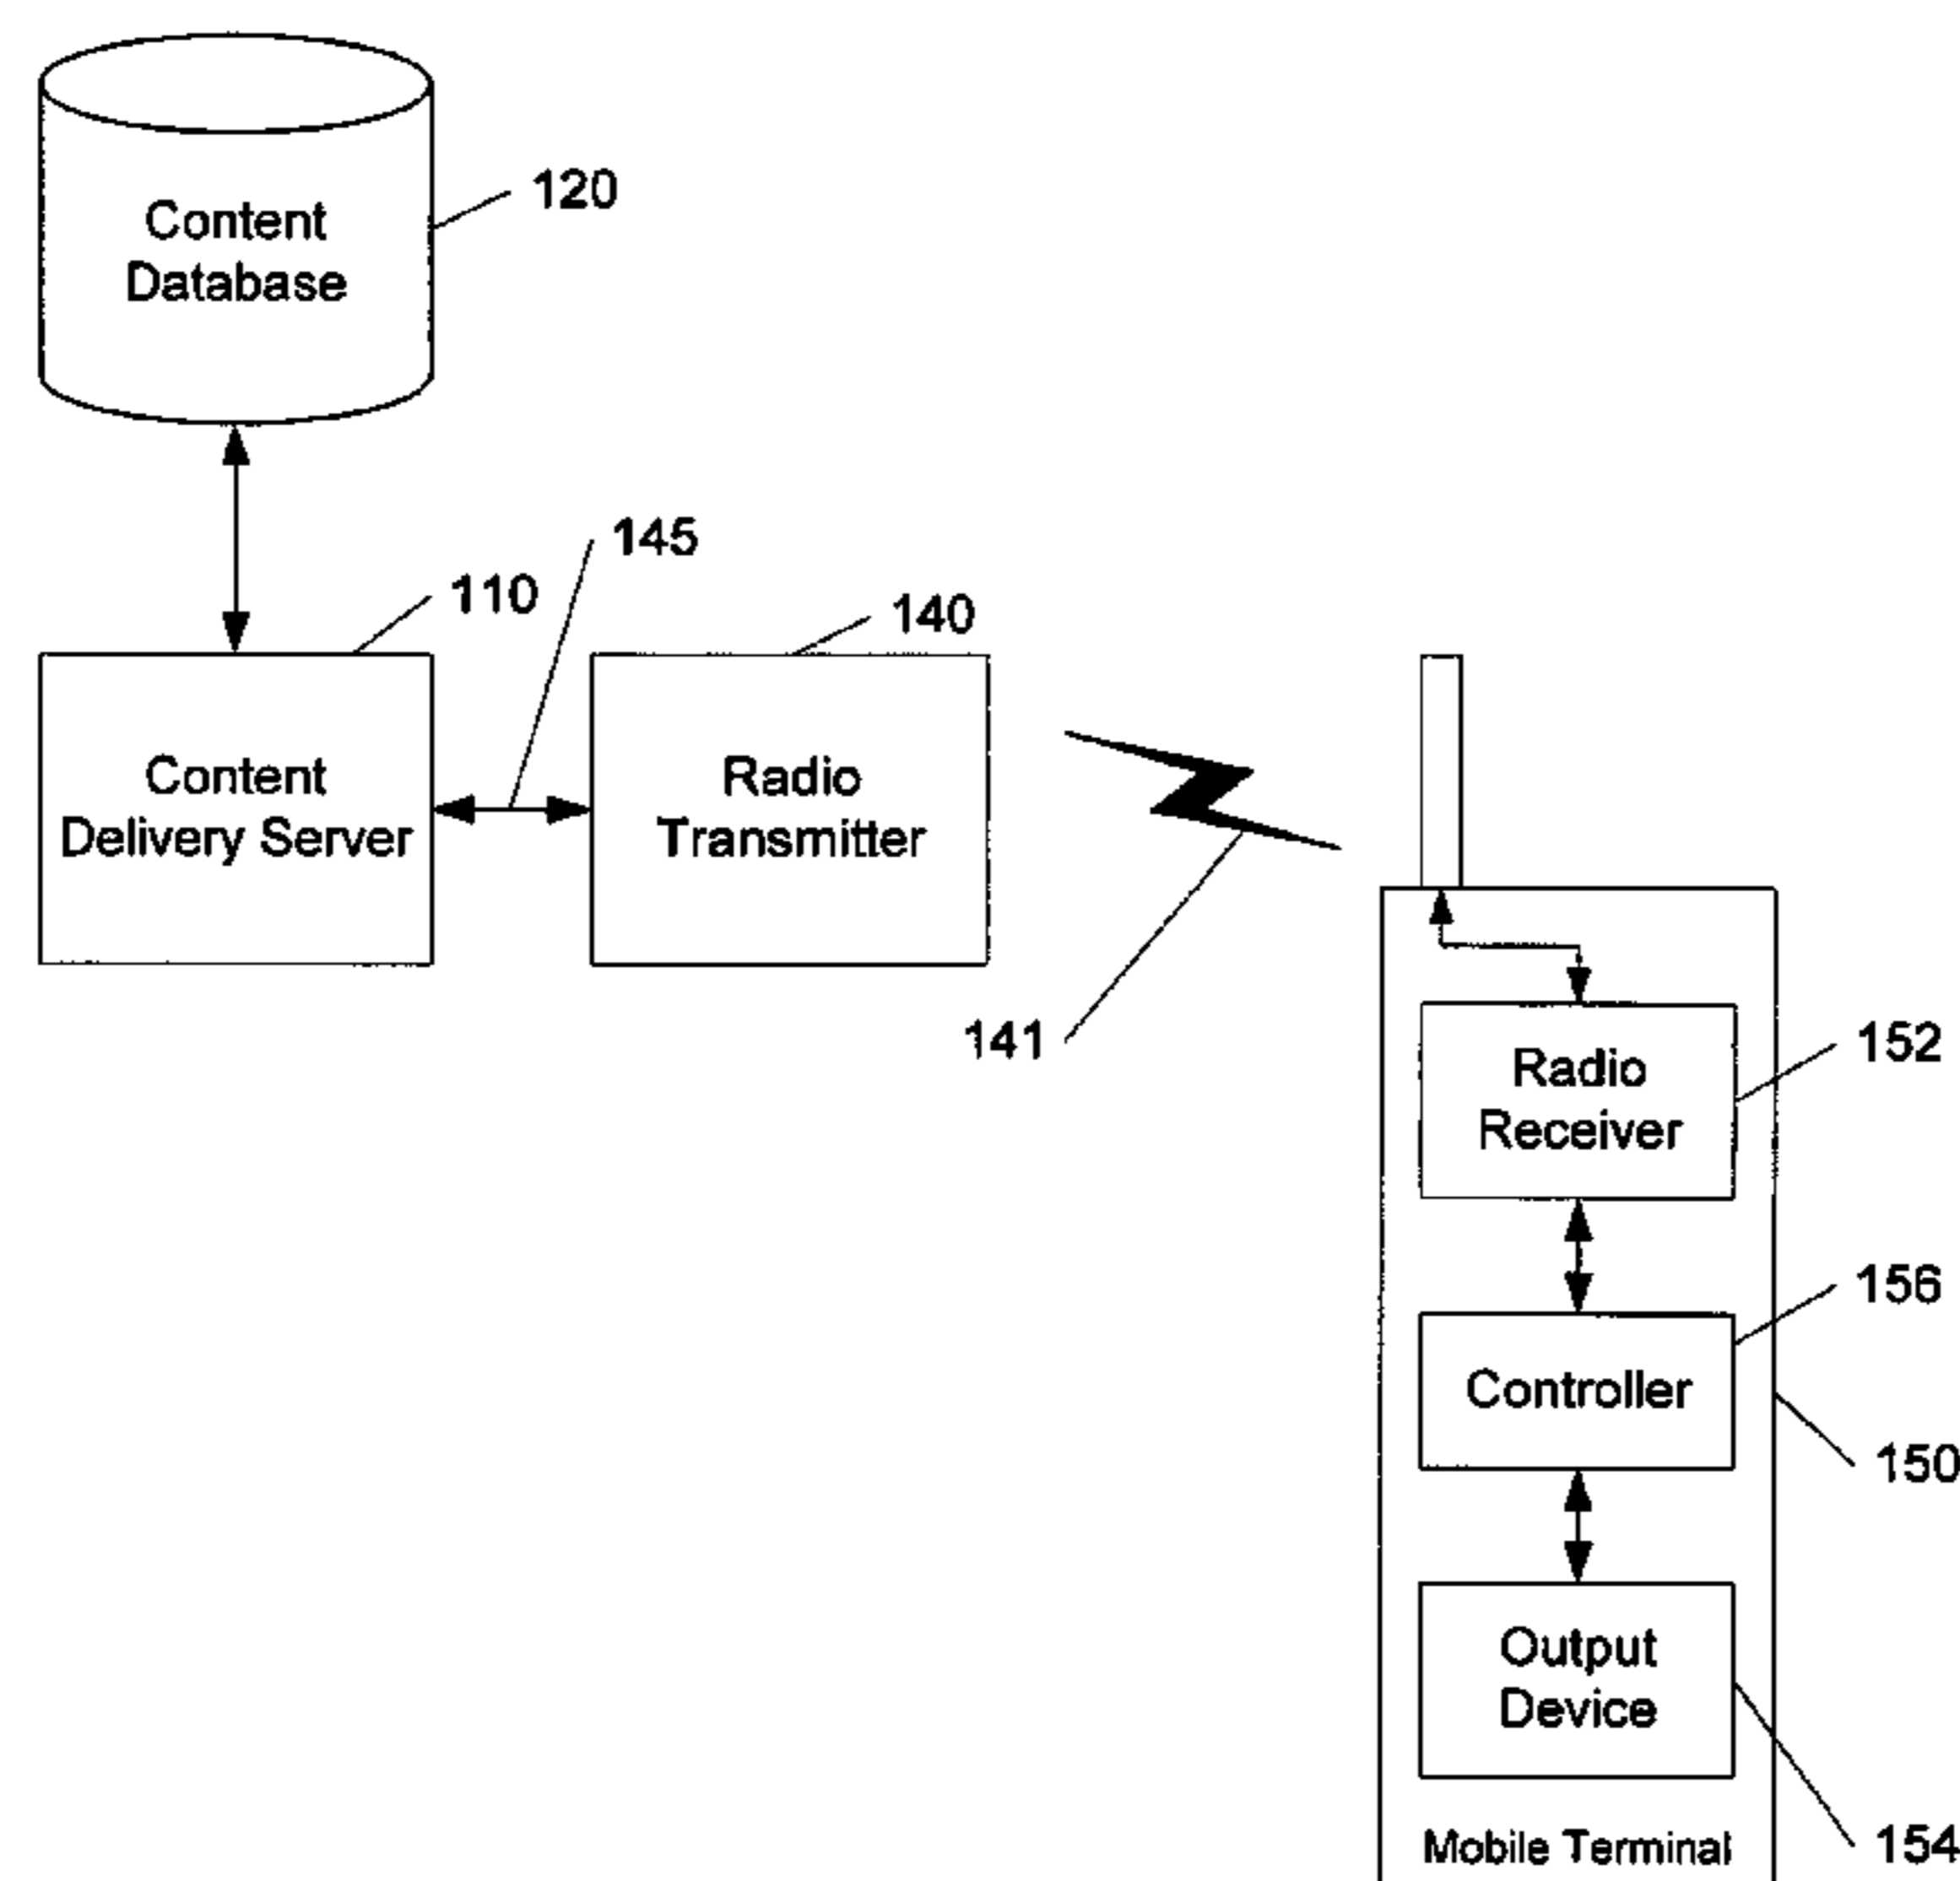 Content
Database
120
145
110
140
Content
Delivery Server
Radio
Transmitter
141
Radio
Receiver
152
156
Controller
150
Output
Device
154
Mobile Terminal